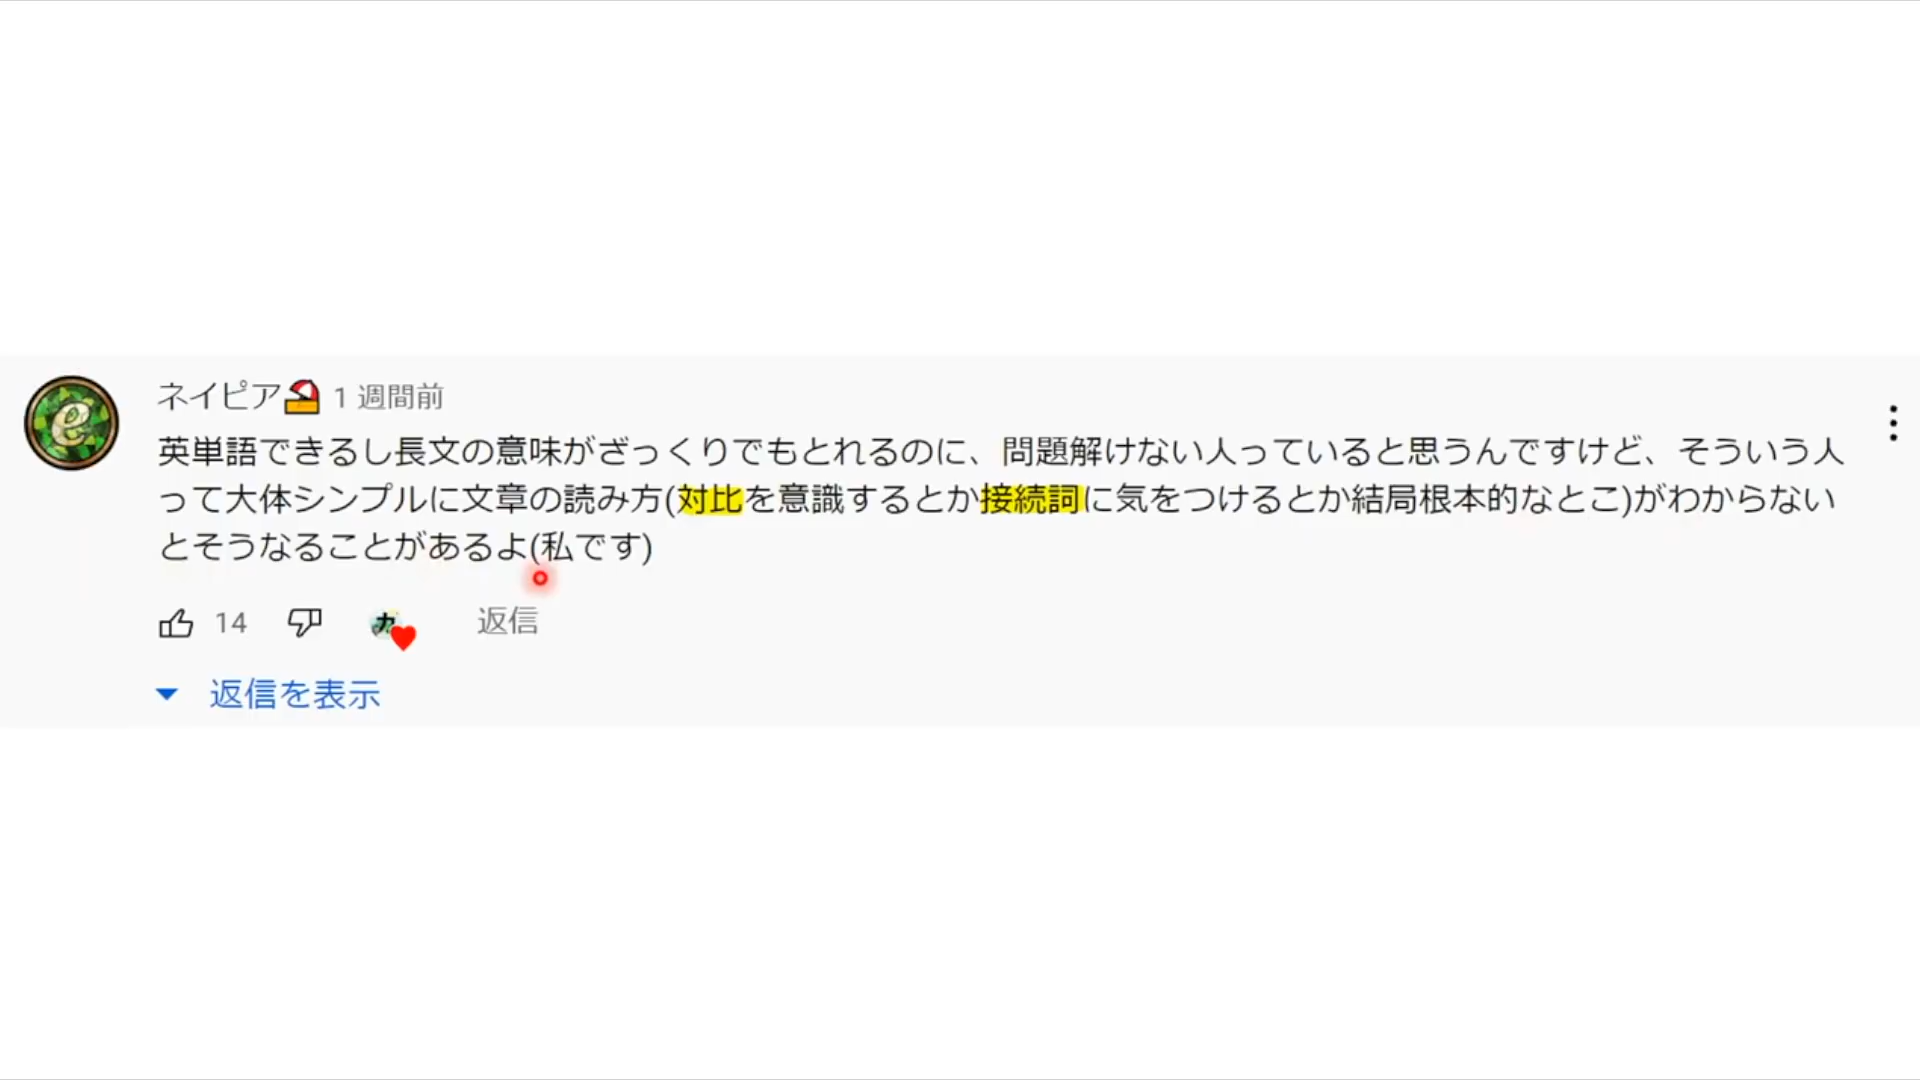 ネイピア🏖 1 週間前
英単語できるし長文の意味がざっくりでもとれるのに、問題解けない人っていると思うんですけど、そういう人
って大体シンプルに文章の読み方(対比を意識するとか接続詞に気をつけるとか結局根本的なとこ)がわからない
とそうなることがあるよ(私です)
14 カ 返信
返信を表示